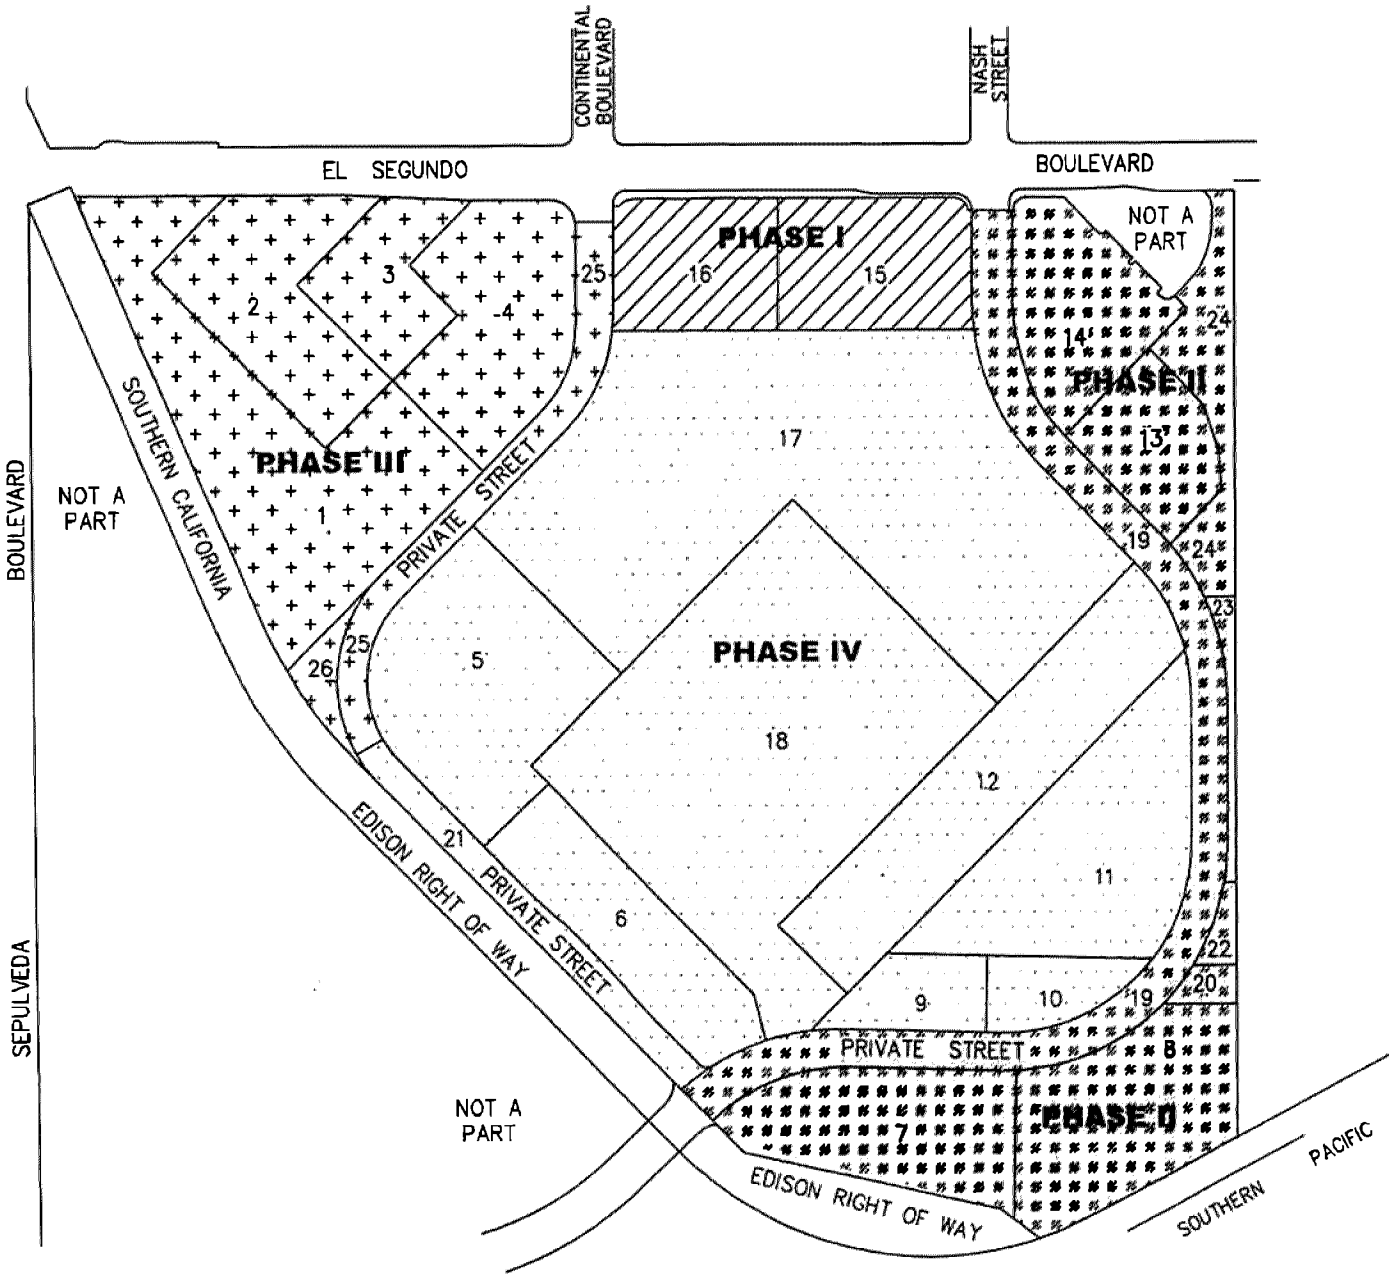 CONTINENTAL
BOULEVARD
NASH
STREET
EL SEGUNDO
BOULEVARD
NOT A
PART
PHASE I
16
15
25
3
2
4
24
14
PHASE II
13
17
SOUTHERN CALIFORNIA
PHASE III
STREET
PRIVATE
NOT A
PART
BOULEVARD
1
19
24
23
25
26
5
PHASE IV
18
12
21
EDISON RIGHT OF WAY
PRIVATE STREET
6
11
22
20
9
10
19
SEPULVEDA
PRIVATE STREET
8
NOT A
PART
7
PHASE II
EDISON RIGHT OF WAY
SOUTHERN PACIFIC